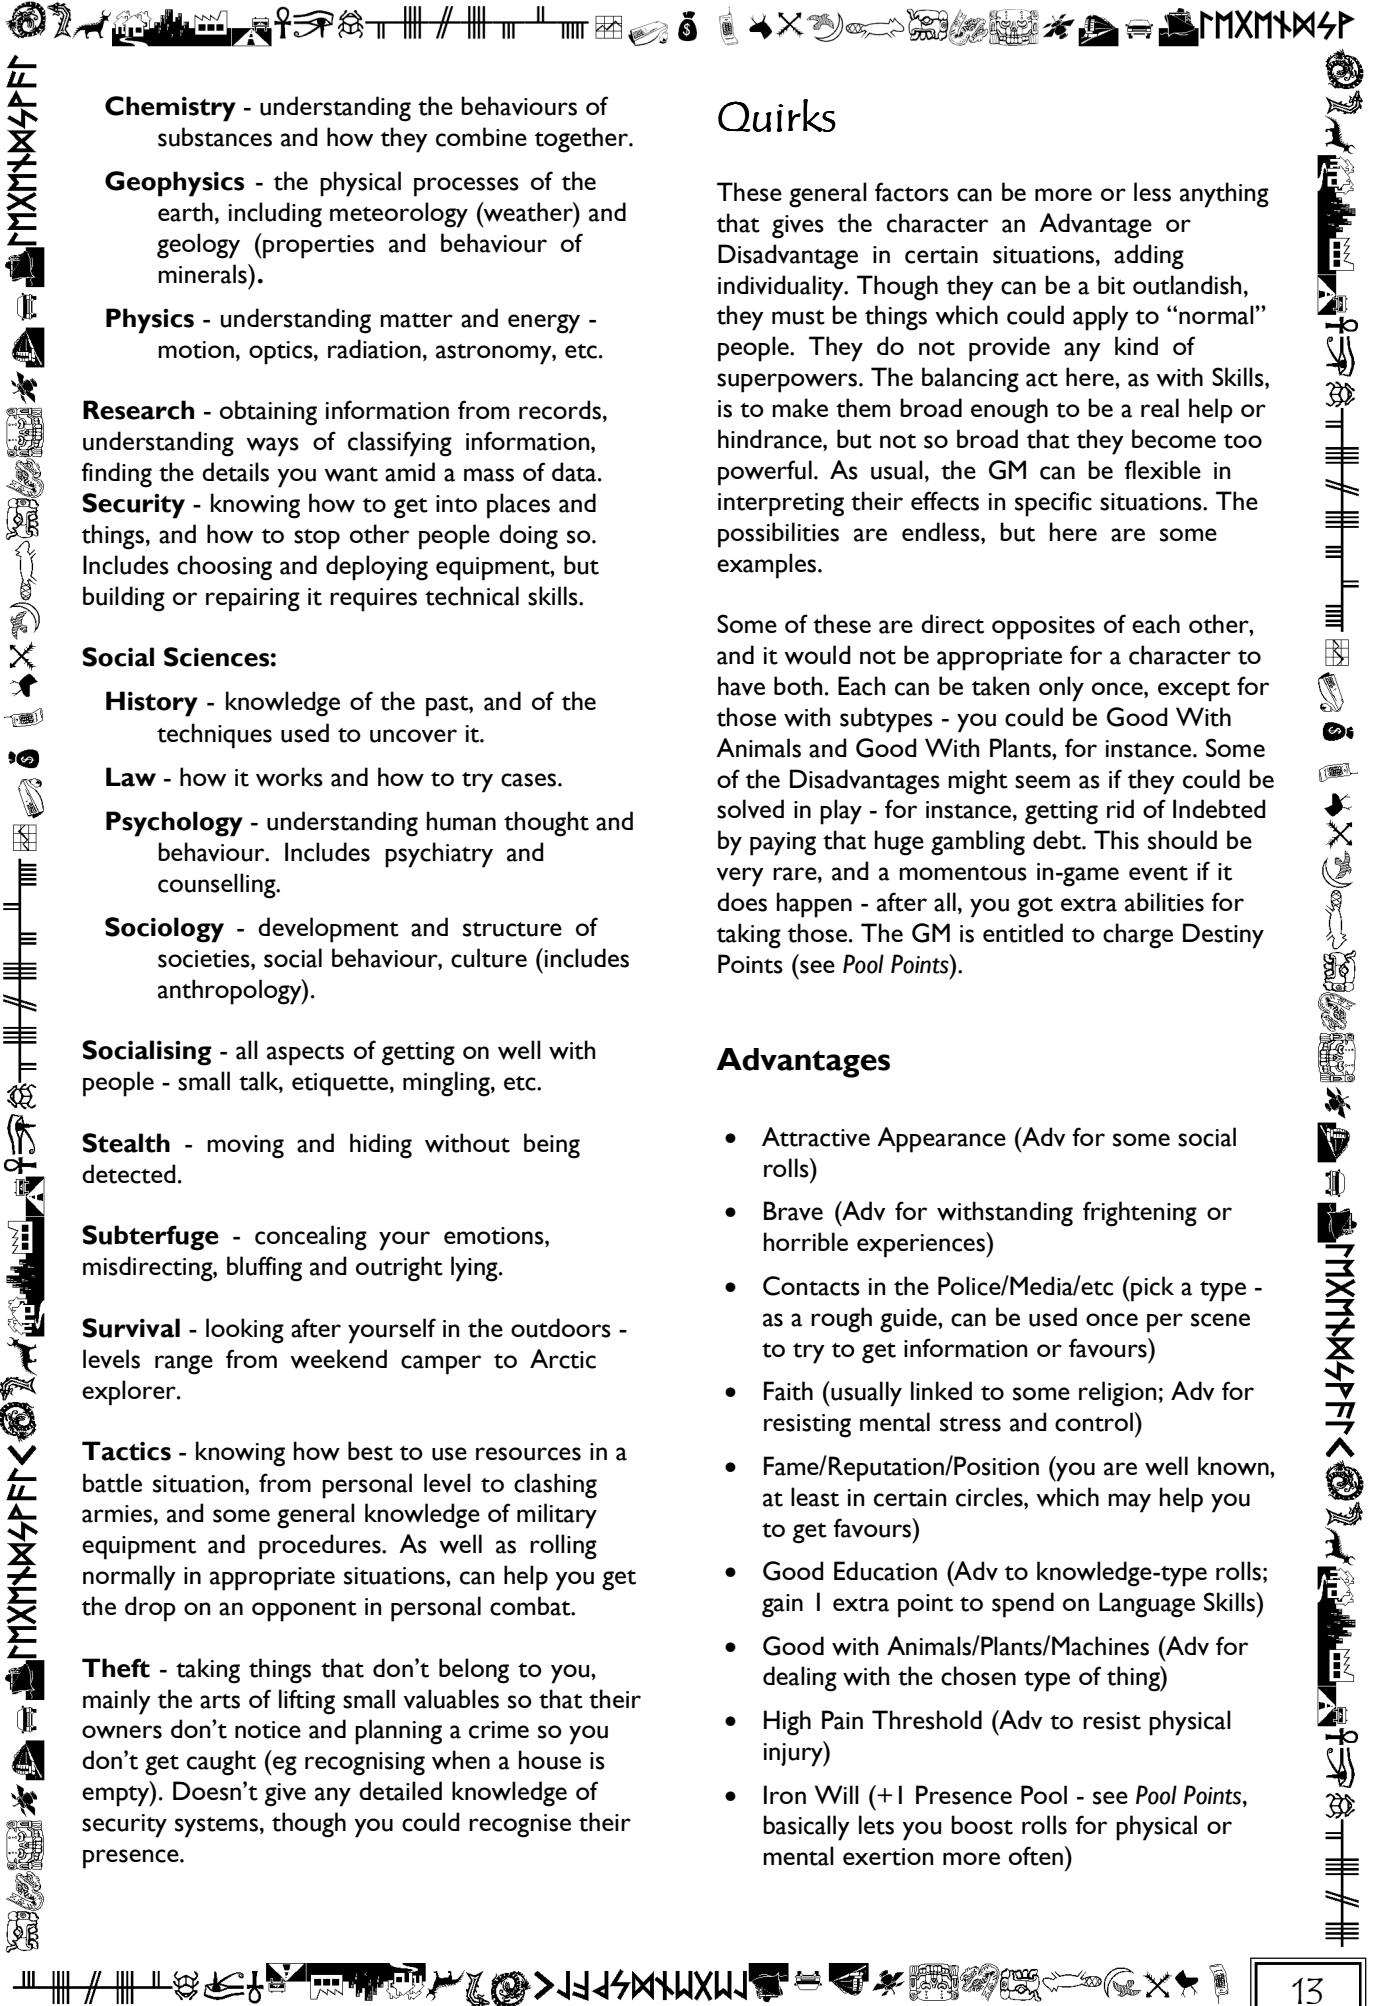 Chemistry - understanding the behaviours of
substances and how they combine together.
Geophysics - the physical processes of the
earth, including meteorology (weather) and
geology (properties and behaviour of
minerals).
Physics - understanding matter and energy -
motion, optics, radiation, astronomy, etc.
Research - obtaining information from records,
understanding ways of classifying information,
finding the details you want amid a mass of data.
Security - knowing how to get into places and
things, and how to stop other people doing so.
Includes choosing and deploying equipment, but
building or repairing it requires technical skills.
Social Sciences:
History - knowledge of the past, and of the
techniques used to uncover it.
Law - how it works and how to try cases.
Psychology - understanding human thought and
behaviour. Includes psychiatry and
counselling.
Sociology - development and structure of
societies, social behaviour, culture (includes
anthropology).
Socialising - all aspects of getting on well with
people - small talk, etiquette, mingling, etc.
Stealth - moving and hiding without being
detected.
Subterfuge - concealing your emotions,
misdirecting, bluffing and outright lying.
Survival - looking after yourself in the outdoors -
levels range from weekend camper to Arctic
explorer.
Tactics - knowing how best to use resources in a
battle situation, from personal level to clashing
armies, and some general knowledge of military
equipment and procedures. As well as rolling
normally in appropriate situations, can help you get
the drop on an opponent in personal combat.
Theft - taking things that don't belong to you,
mainly the arts of lifting small valuables so that their
owners don't notice and planning a crime so you
don't get caught (eg recognising when a house is
empty). Doesn't give any detailed knowledge of
security systems, though you could recognise their
presence.
Quirks
These general factors can be more or less anything
that gives the character an Advantage or
Disadvantage in certain situations, adding
individuality. Though they can be a bit outlandish,
they must be things which could apply to “normal”
people. They do not provide any kind of
superpowers. The balancing act here, as with Skills,
is to make them broad enough to be a real help or
hindrance, but not so broad that they become too
powerful. As usual, the GM can be flexible in
interpreting their effects in specific situations. The
possibilities are endless, but here are some
examples.
Some of these are direct opposites of each other,
and it would not be appropriate for a character to
have both. Each can be taken only once, except for
those with subtypes - you could be Good With
Animals and Good With Plants, for instance. Some
of the Disadvantages might seem as if they could be
solved in play - for instance, getting rid of Indebted
by paying that huge gambling debt. This should be
very rare, and a momentous in-game event if it
does happen - after all, you got extra abilities for
taking those. The GM is entitled to charge Destiny
Points (see Pool Points).
Advantages
• Attractive Appearance (Adv for some social
rolls)
• Brave (Adv for withstanding frightening or
horrible experiences)
• Contacts in the Police/Media/etc (pick a type -
as a rough guide, can be used once per scene
to try to get information or favours)
• Faith (usually linked to some religion; Adv for
resisting mental stress and control)
• Fame/Reputation/Position (you are well known,
at least in certain circles, which may help you
to get favours)
• Good Education (Adv to knowledge-type rolls;
gain 1 extra point to spend on Language Skills)
• Good with Animals/Plants/Machines (Adv for
dealing with the chosen type of thing)
• High Pain Threshold (Adv to resist physical
injury)
• Iron Will (+1 Presence Pool - see Pool Points,
basically lets you boost rolls for physical or
mental exertion more often)
13